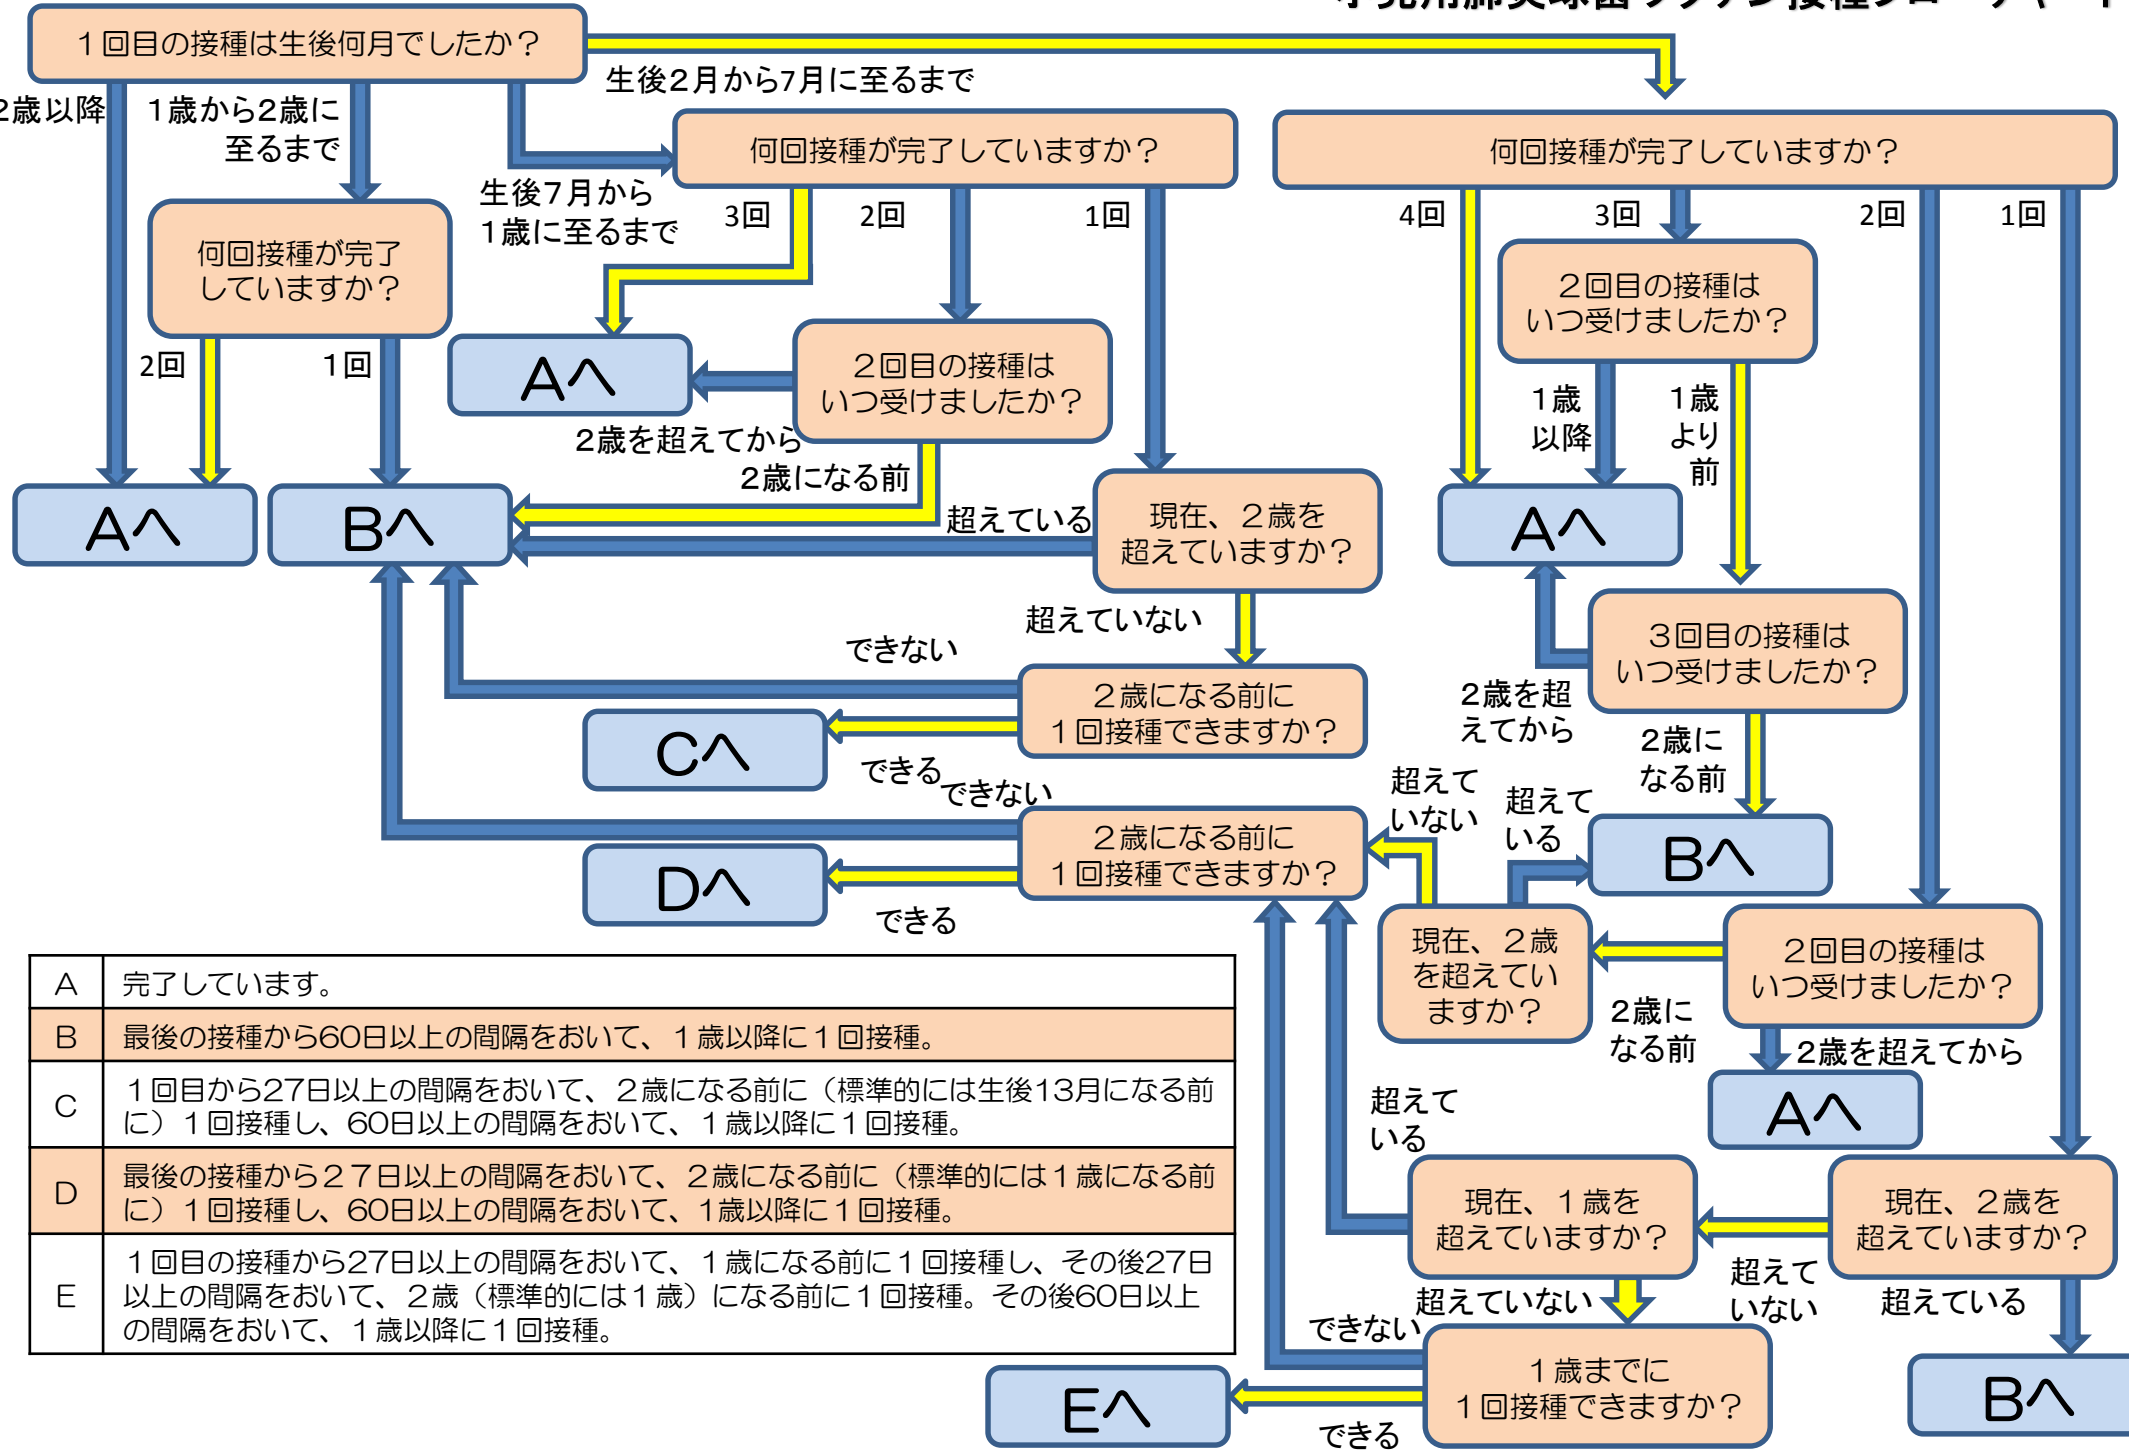 １回目の接種は生後何月でしたか？
生後２月から7月に至るまで
2歳以降
１歳から2歳に
至るまで
生後７月から
１歳に至るまで
何回接種が完了していますか？
何回接種が完了していますか？
何回接種が完了
していますか？
3回
2回
1回
4回
3回
2回
1回
2回
１回
Aへ
２回目の接種は
いつ受けましたか？
２回目の接種は
いつ受けましたか？
2歳を超えてから
２歳になる前
１歳
以降
１歳
より
前
Aへ
Bへ
超えている
現在、２歳を
超えていますか？
Aへ
超えていない
できない
２歳になる前に
１回接種できますか？
３回目の接種は
いつ受けましたか？
2歳を超
えてから
2歳に
なる前
Cへ
できる
できない
２歳になる前に
１回接種できますか？
超えて
いない
超えて
いる
Bへ
Dへ
できる
現在、２歳
を超えてい
ますか？
２回目の接種は
いつ受けましたか？
2歳に
なる前
2歳を超えてから
Aへ
超えて
いる
現在、１歳を
超えていますか？
現在、２歳を
超えていますか？
超えて
いない
超えている
超えていない
できない
１歳までに
１回接種できますか？
できる
Eへ
Bへ
A 完了しています。
B 最後の接種から60日以上の間隔をおいて、１歳以降に１回接種。
C １回目から27日以上の間隔をおいて、２歳になる前に（標準的には生後13月になる前
に）１回接種し、60日以上の間隔をおいて、１歳以降に１回接種。
D 最後の接種から２７日以上の間隔をおいて、２歳になる前に（標準的には１歳になる前
に）１回接種し、60日以上の間隔をおいて、1歳以降に１回接種。
E １回目の接種から27日以上の間隔をおいて、１歳になる前に１回接種し、その後27日
以上の間隔をおいて、２歳（標準的には１歳）になる前に１回接種。その後60日以上
の間隔をおいて、１歳以降に１回接種。